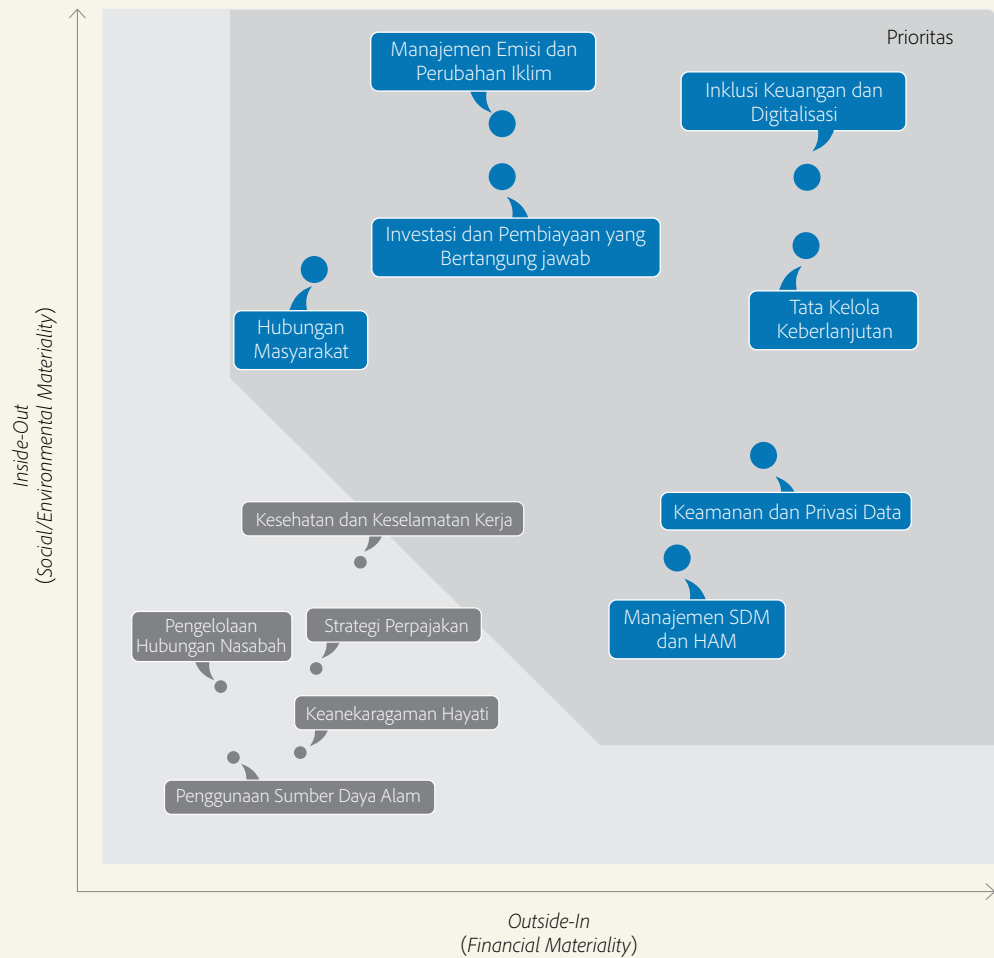 Prioritas
Manajemen Emisi dan
Perubahan Iklim
Inklusi Keuangan dan
Digitalisasi
Investasi dan Pembiayaan yang
Bertangung jawab
Tata Kelola
Keberlanjutan
Hubungan
Masyarakat
Inside-Out
(Social/Environmental Materiality)
Keamanan dan Privasi Data
Kesehatan dan Keselamatan Kerja
Manajemen SDM
dan HAM
Pengelolaan
Hubungan Nasabah
Strategi Perpajakan
Keanekaragaman Hayati
Penggunaan Sumber Daya Alam
Outside-In
(Financial Materiality)